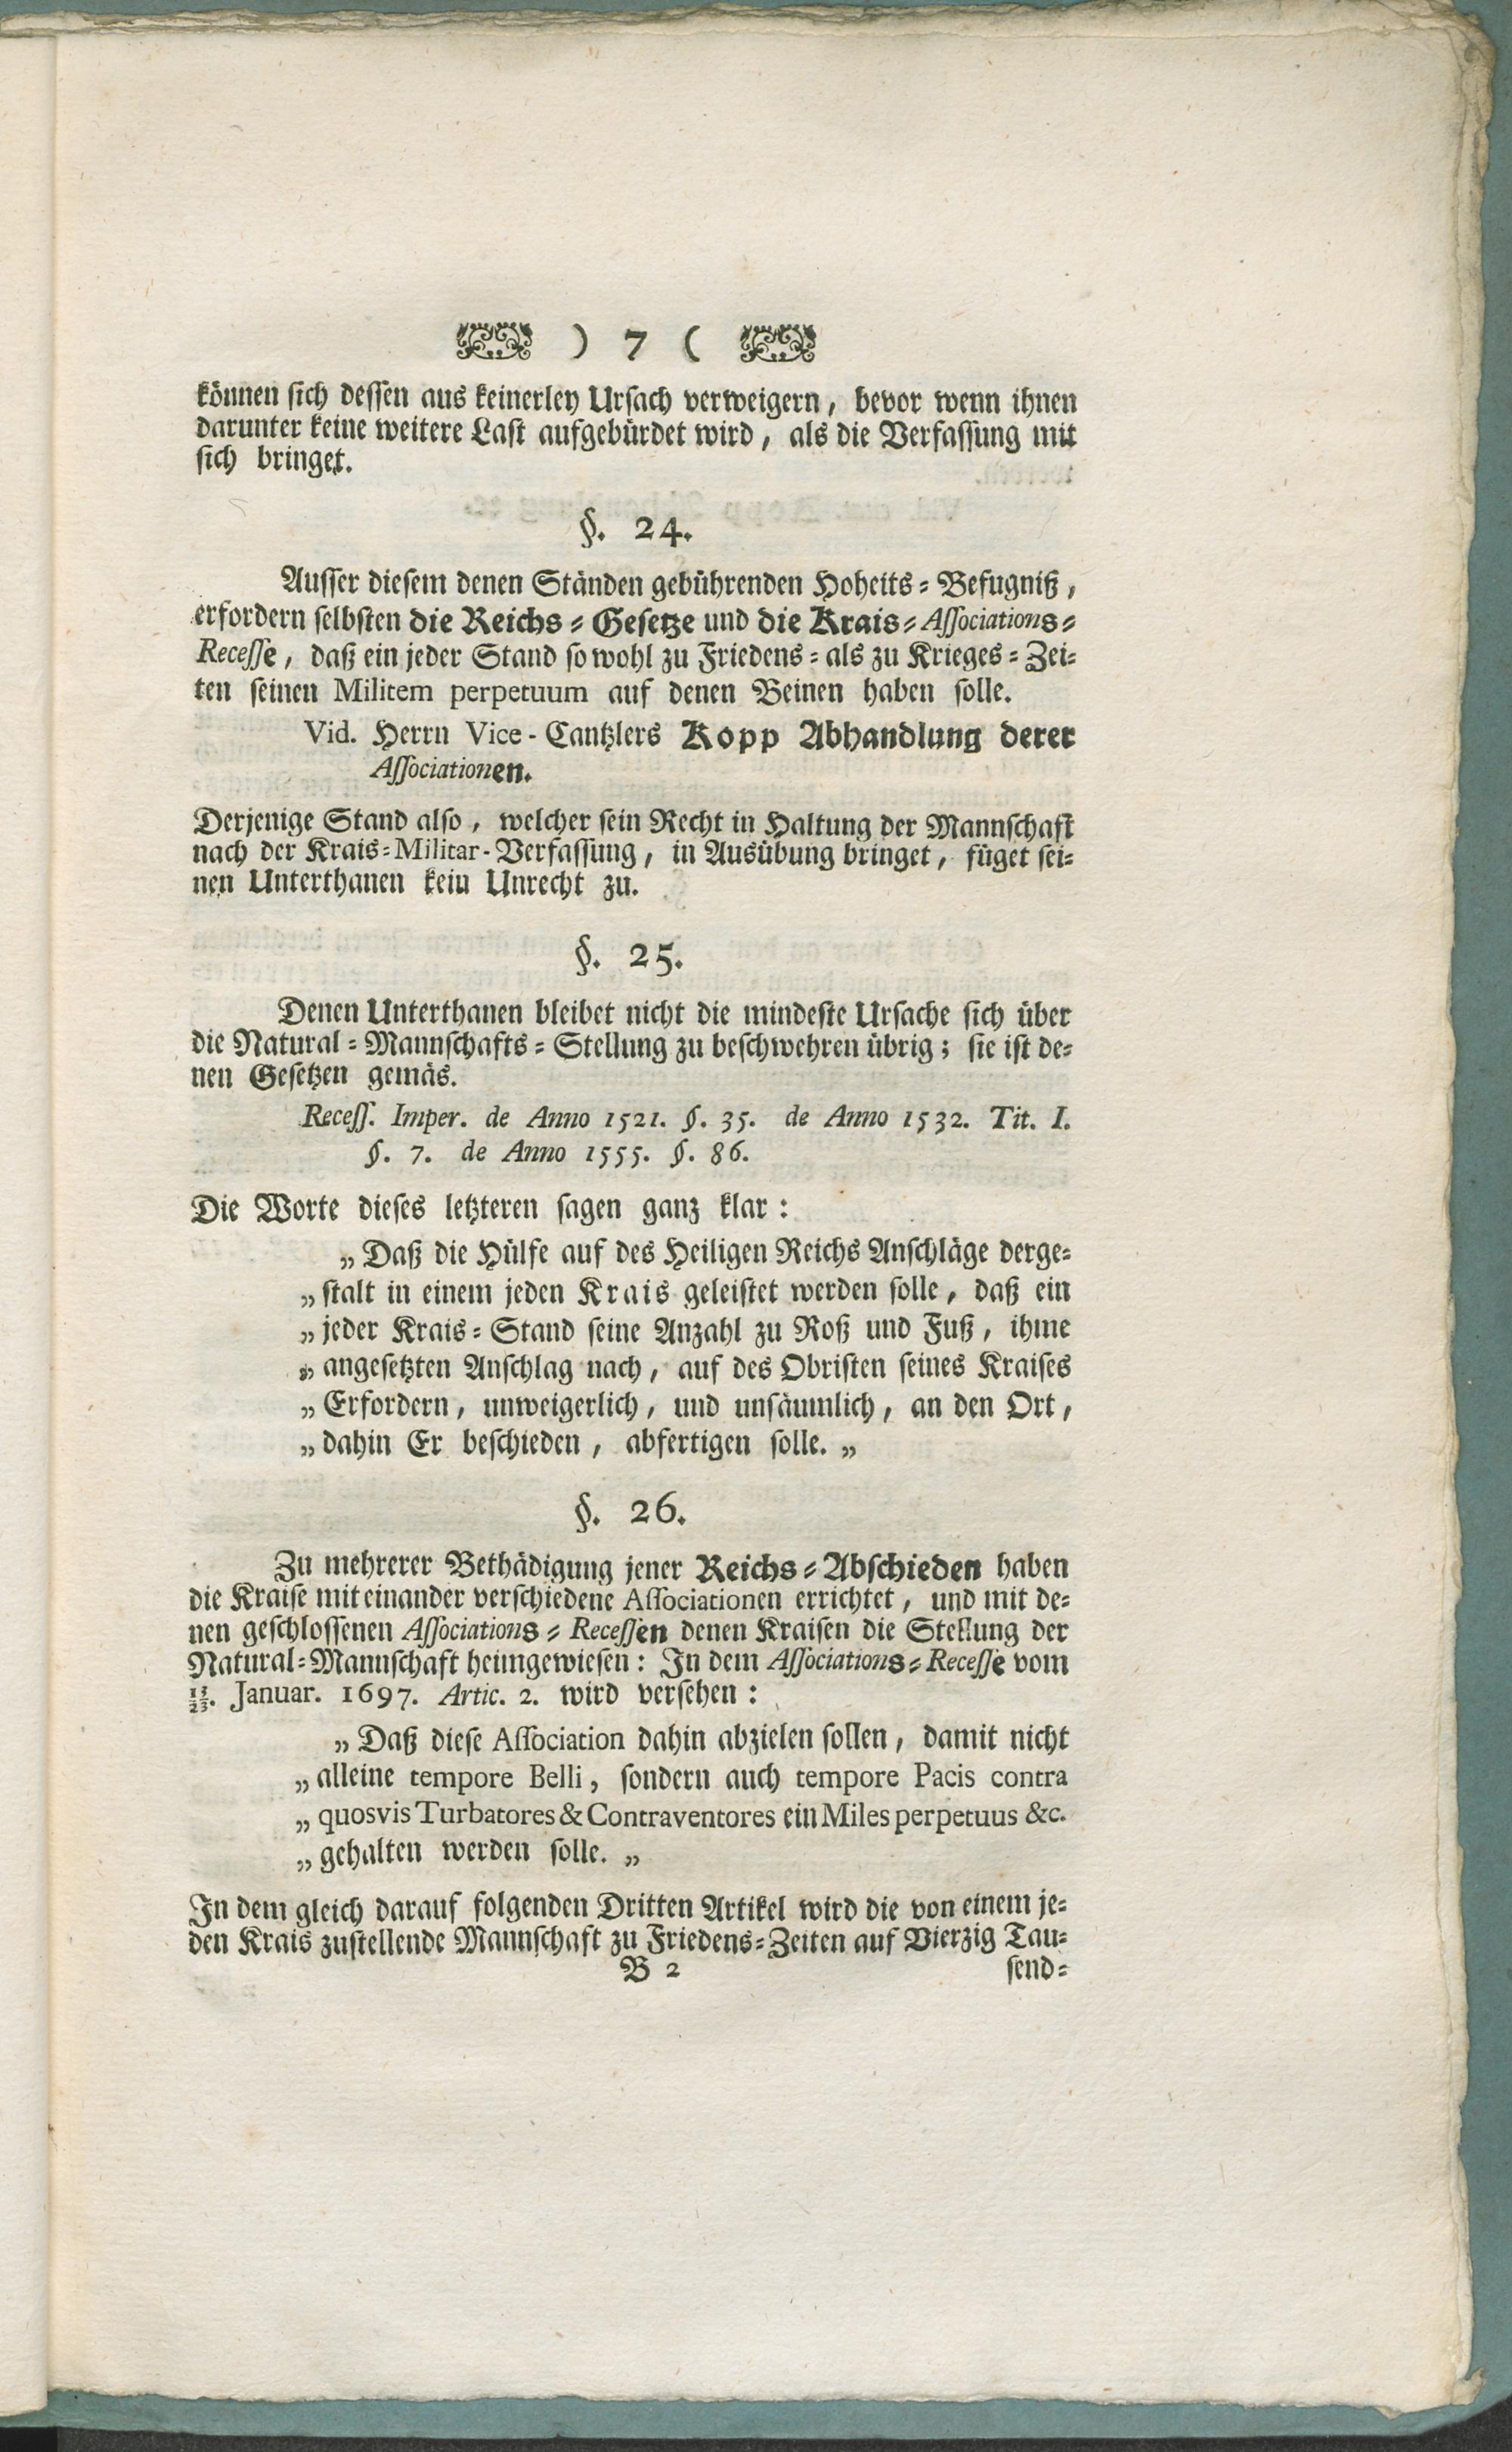 ) 7 (
können sich dessen aus keinerley Ursach verweigern, bevor wenn ihnen
darunter keine weitere Last aufgebürdet wird, als die Verfassung mit
sich bringet.
§. 24.
Ausser diesem denen Ständen gebührenden Hoheits-Befugniß,
erfordern selbsten die Reichs-Gesetze und die Krais-Associations-
Recesse, daß ein jeder Stand so wohl zu Friedens- als zu Krieges-Zei-
ten seinen Militem perpetuum auf denen Beinen haben solle.
Vid. Herrn Vice-Cantzlers Kopp Abhandlung derer
Associationen.
Derjenige Stand also, welcher sein Recht in Haltung der Mannschaft
nach der Krais-Militar-Verfassung, in Ausübung bringet, füget sei-
nen Unterthanen kein Unrecht zu.
§. 25.
Denen Unterthanen bleibet nicht die mindeste Ursache sich über
die Natural-Mannschafts-Stellung zu beschwehren übrig; sie ist de-
nen Gesetzen gemäs.
Recess. Imper. de Anno 1521. §. 35. de Anno 1532. Tit. I.
§. 7. de Anno 1555. §. 86.
Die Worte dieses letzteren sagen ganz klar:
„Daß die Hülfe auf des Heiligen Reichs Anschläge derge-
„stalt in einem jeden Krais geleistet werden solle, daß ein
„jeder Krais-Stand seine Anzahl zu Roß und Fuß, ihme
„angesetzten Anschlag nach, auf des Obristen seines Kraises
„Erfordern, unweigerlich, und unsäumlich, an den Ort,
„dahin Er beschieden, abfertigen solle.„
§. 26.
Zu mehrerer Bethädigung jener Reichs-Abschieden haben
die Kraise mit einander verschiedene Associationen errichtet, und mit de-
nen geschlossenen Associations-Recessen denen Kraisen die Stellung der
Natural-Mannschaft heimgewiesen: In dem Associations-Recesse vom
13/23. Januar. 1697. Artic. 2. wird versehen:
„Daß diese Association dahin abzielen sollen, damit nicht
„alleine tempore Belli, sondern auch tempore Pacis contra
„quosvis Turbatores & Contraventores ein Miles perpetuus &c.
„gehalten werden solle.„
In dem gleich darauf folgenden Dritten Artikel wird die von einem je-
den Krais zustellende Mannschaft zu Friedens-Zeiten auf Vierzig Tau-
B 2 send-